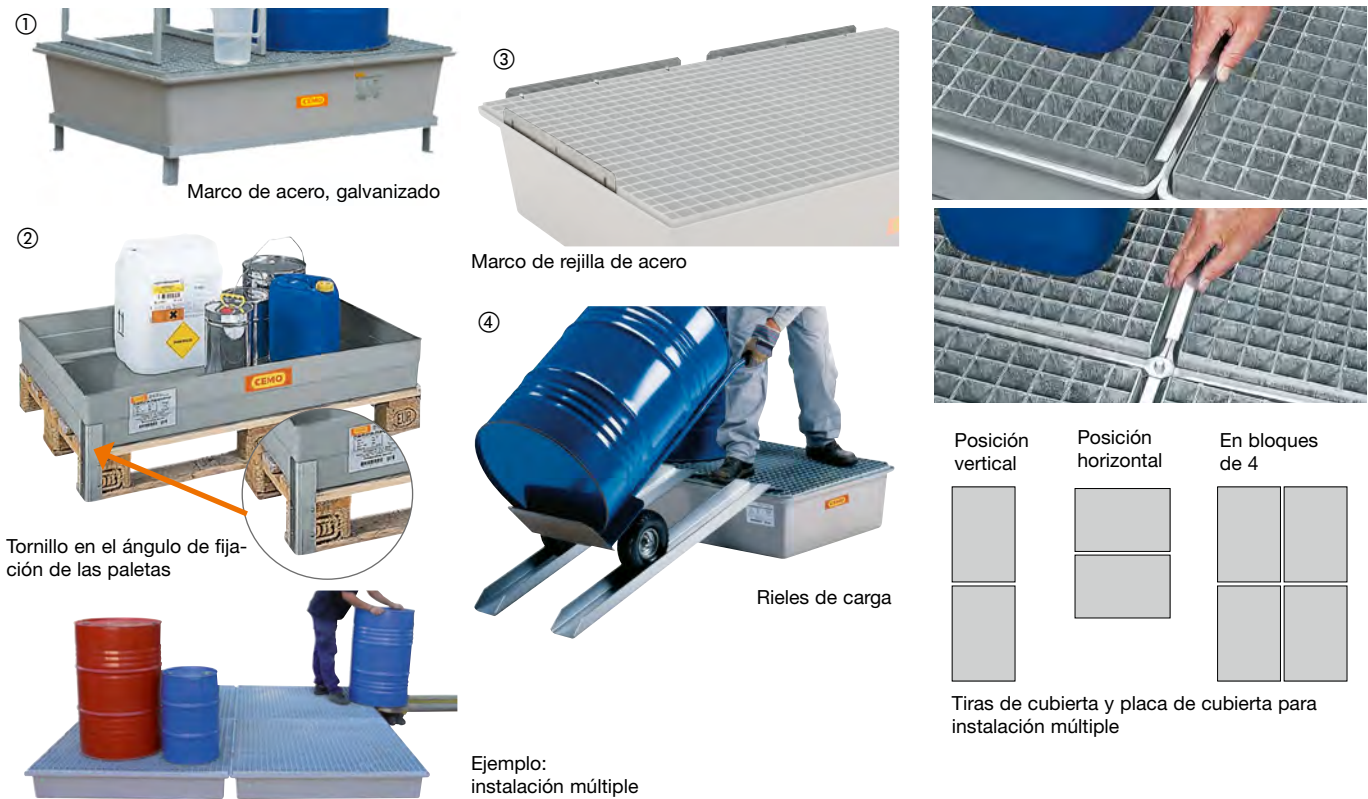 ①
CEMO
Marco de acero, galvanizado
②
CEMO
EUR
Tornillo en el ángulo de fija-
ción de las paletas
③
Marco de rejilla de acero
④
Rieles de carga
Ejemplo:
instalación múltiple
Posición
vertical
Posición
horizontal
En bloques
de 4
Tiras de cubierta y placa de cubierta para
instalación múltiple